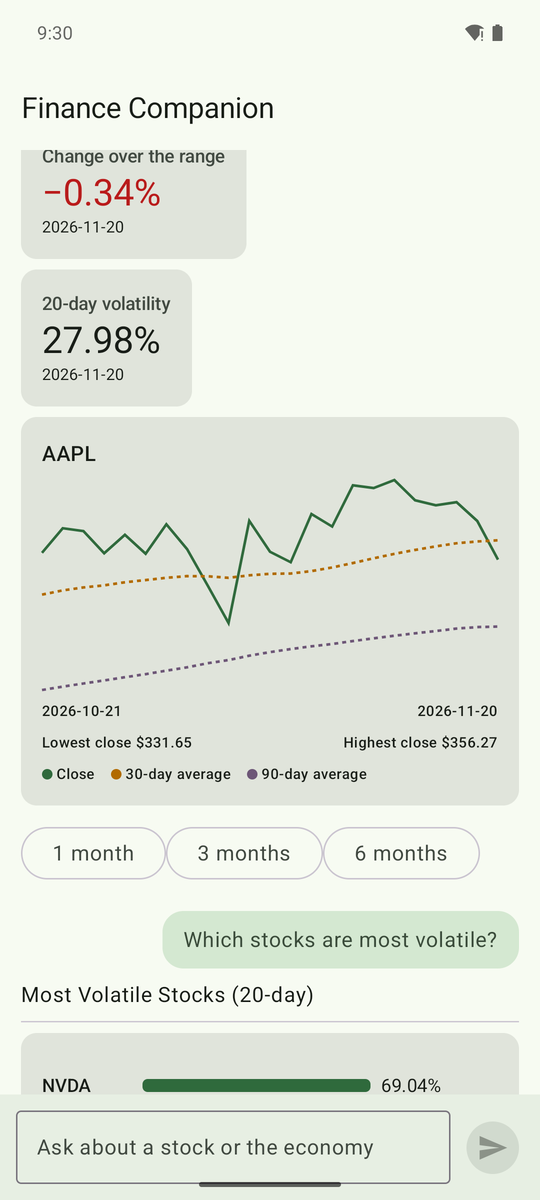 9:30
Finance Companion
Change over the range
−0.34%
2026-11-20
20-day volatility
27.98%
2026-11-20
AAPL
2026-10-21 2026-11-20
Lowest close $331.65 Highest close $356.27
Close 30-day average 90-day average
1 month 3 months 6 months
Which stocks are most volatile?
Most Volatile Stocks (20-day)
NVDA 69.04%
Ask about a stock or the economy